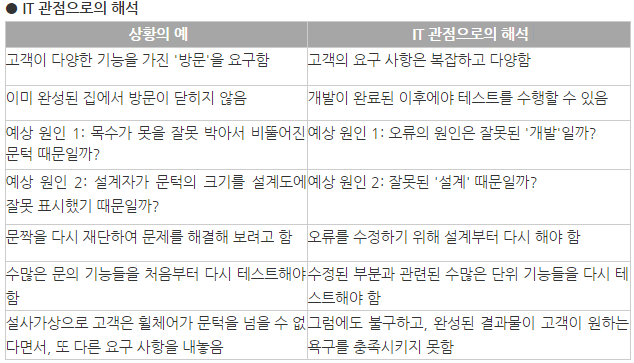 ● IT 관점으로의 해석
상황의 예
IT 관점으로의 해석
고객이 다양한 기능을 가진 '방문'을 요구함
고객의 요구 사항은 복잡하고 다양함
이미 완성된 집에서 방문이 닫히지 않음
개발이 완료된 이후에야 테스트를 수행할 수 있음
예상 원인 1: 목수가 못을 잘못 박아서 비뚤어진
문턱 때문일까?
예상 원인 1: 오류의 원인은 잘못된 '개발'일까?
예상 원인 2: 설계자가 문턱의 크기를 설계도에
잘못 표시했기 때문일까?
예상 원인 2: 잘못된 '설계' 때문일까?
문짝을 다시 재단하여 문제를 해결해 보려고 함
오류를 수정하기 위해 설계부터 다시 해야 함
수많은 문의 기능들을 처음부터 다시 테스트해야
함
수정된 부분과 관련된 수많은 단위 기능들을 다시 테
스트해야 함
설사가상으로 고객은 휠체어가 문턱을 넘을 수 없
다면서, 또 다른 요구 사항을 내놓음
그럼에도 불구하고, 완성된 결과물이 고객이 원하는
욕구를 충족시키지 못함